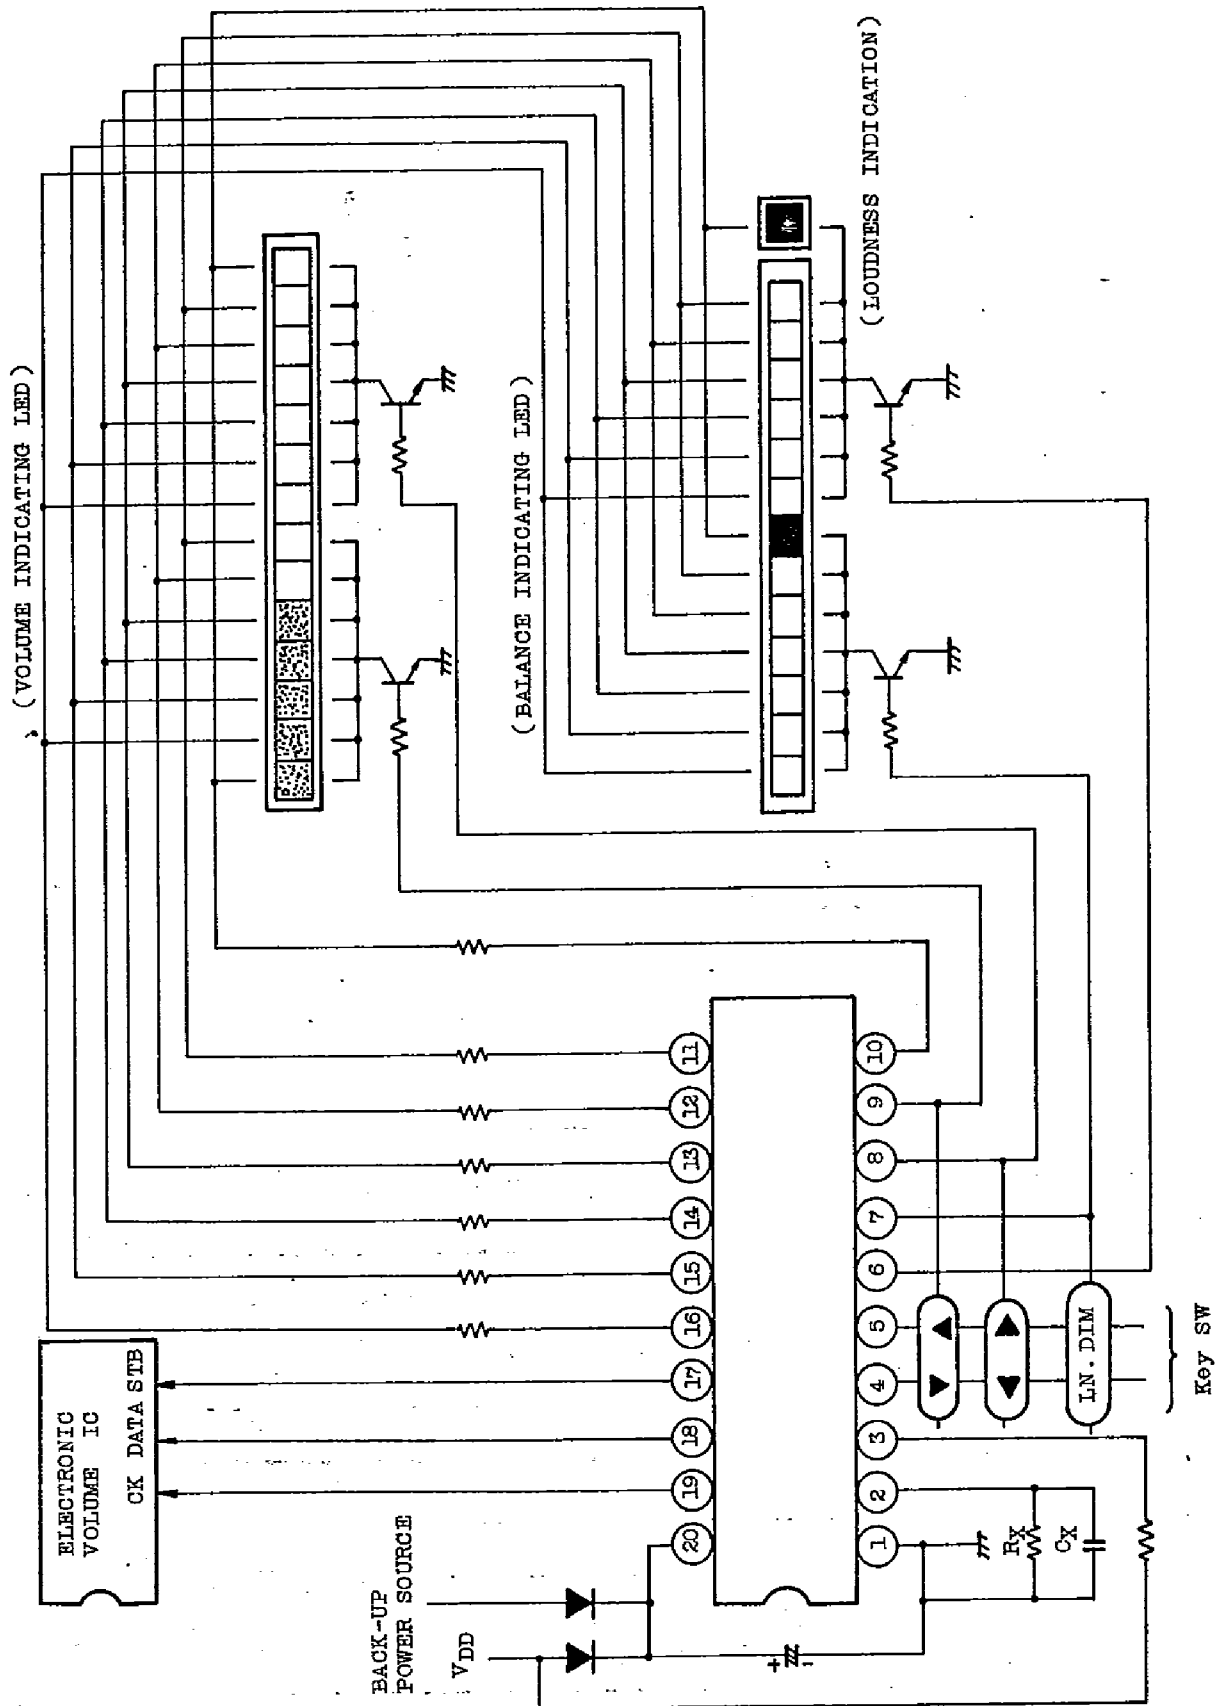 (VOLUME INDICATING LED)
(BALANCE INDICATING LED)
(LOUDNESS INDICATION)
ELECTRONIC
VOLUME IC
CK DATA STB
BACK-UP
POWER SOURCE
VDD
20
19
18
17
16
15
14
13
12
11
1
2
3
4
5
6
7
8
9
10
+
-
RX
CX
LN.DIM
Key SW